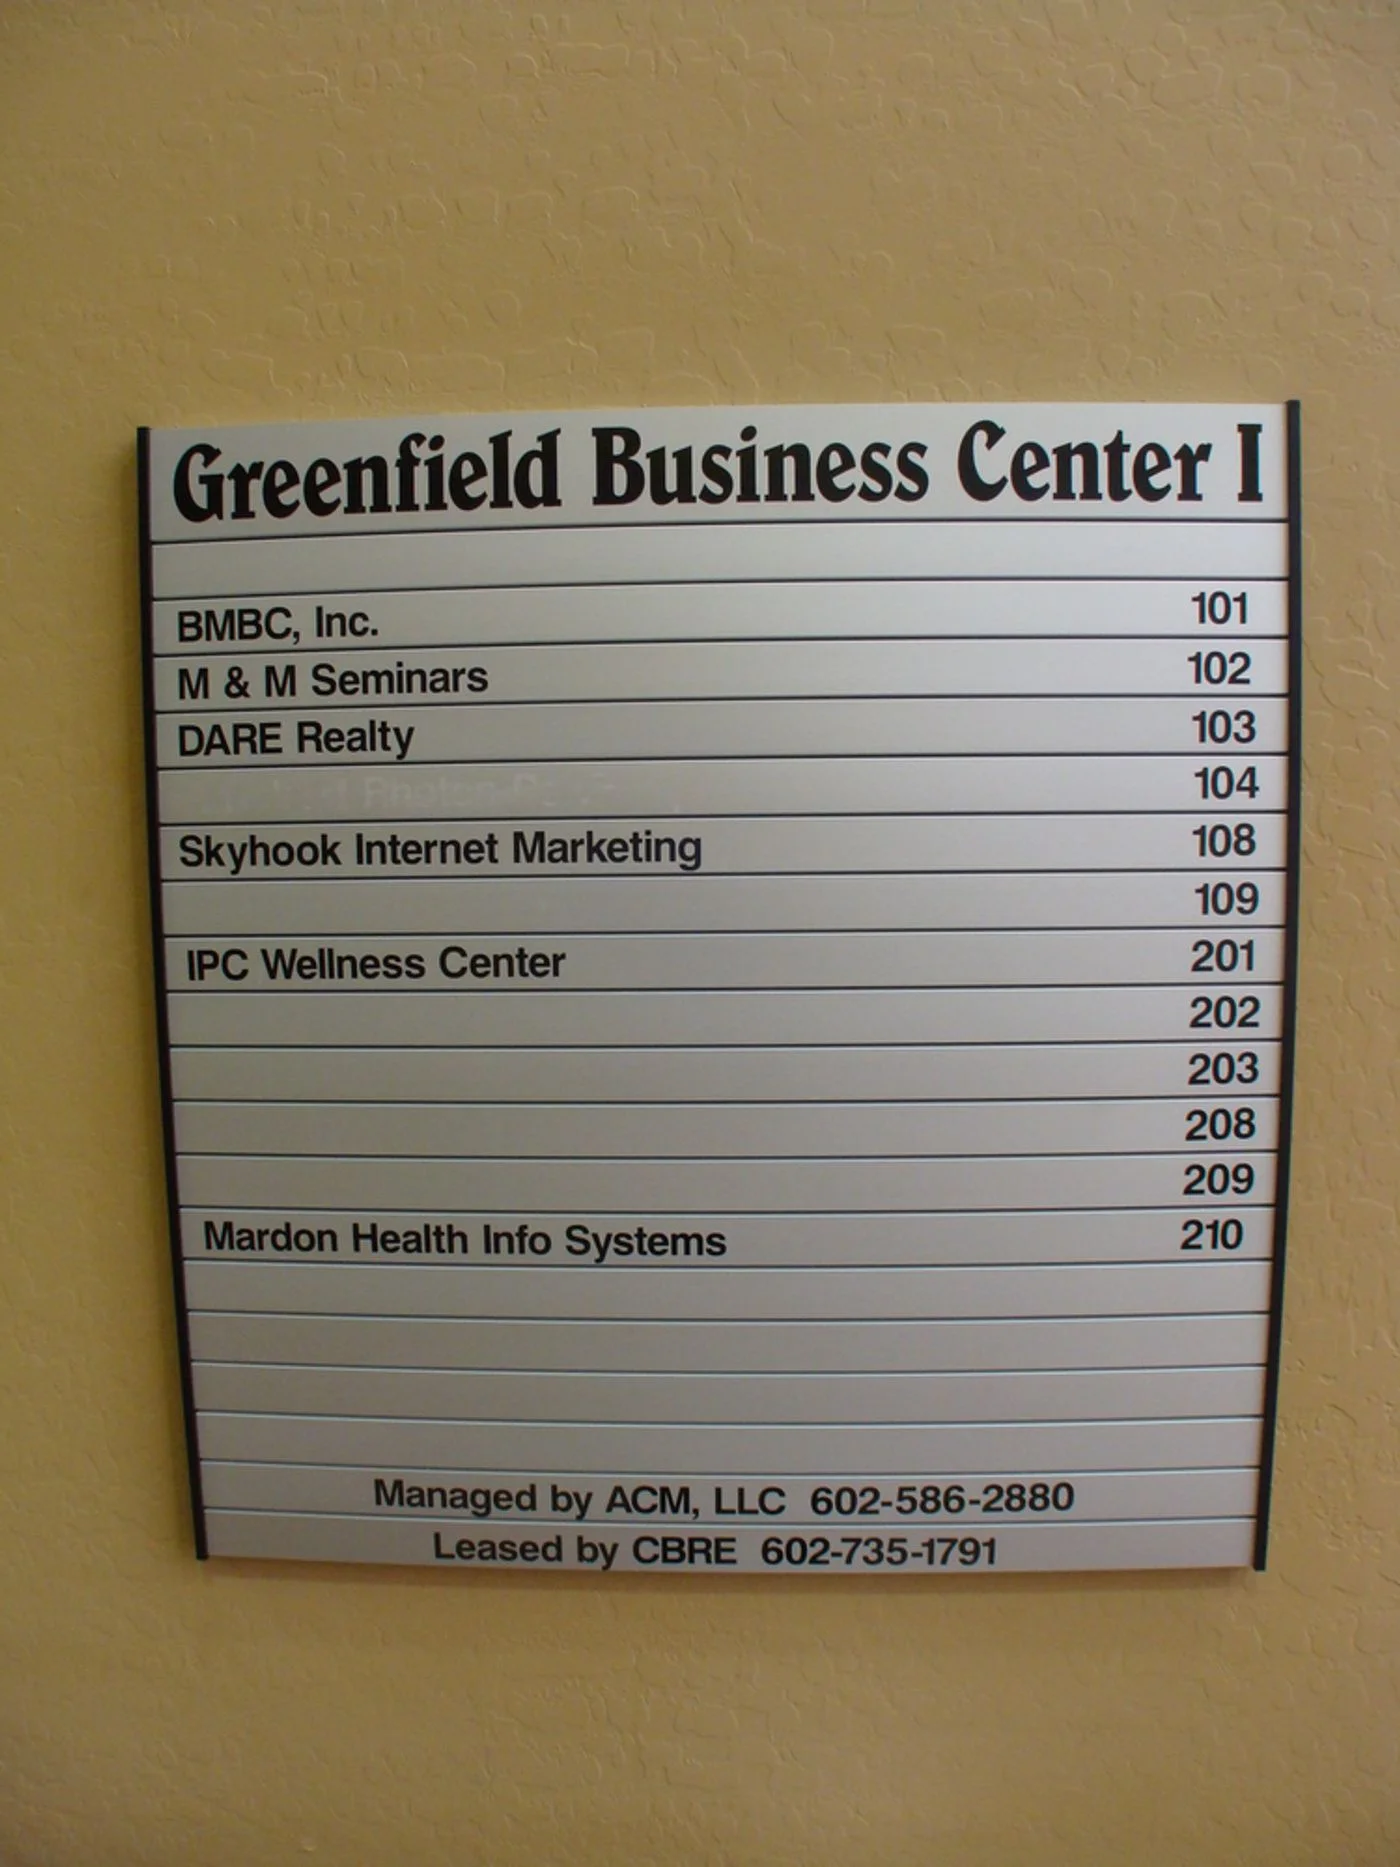 Greenfield Business Center I
BMBC, Inc. 101
M & M Seminars 102
DARE Realty 103
104
Skyhook Internet Marketing 108
109
IPC Wellness Center 201
202
203
208
209
Mardon Health Info Systems 210
Managed by ACM, LLC 602-586-2880
Leased by CBRE 602-735-1791